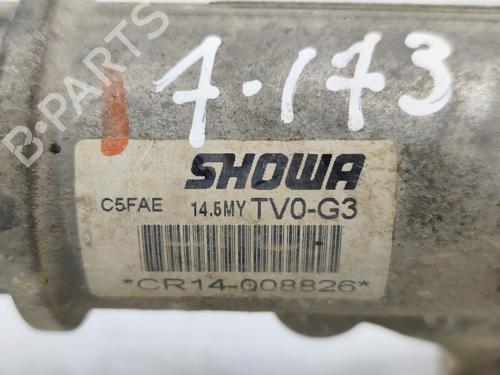 7-173
SHOWA
C5FAE 14.5MY TV0-G3
*CR14-008826*
B-PARTS